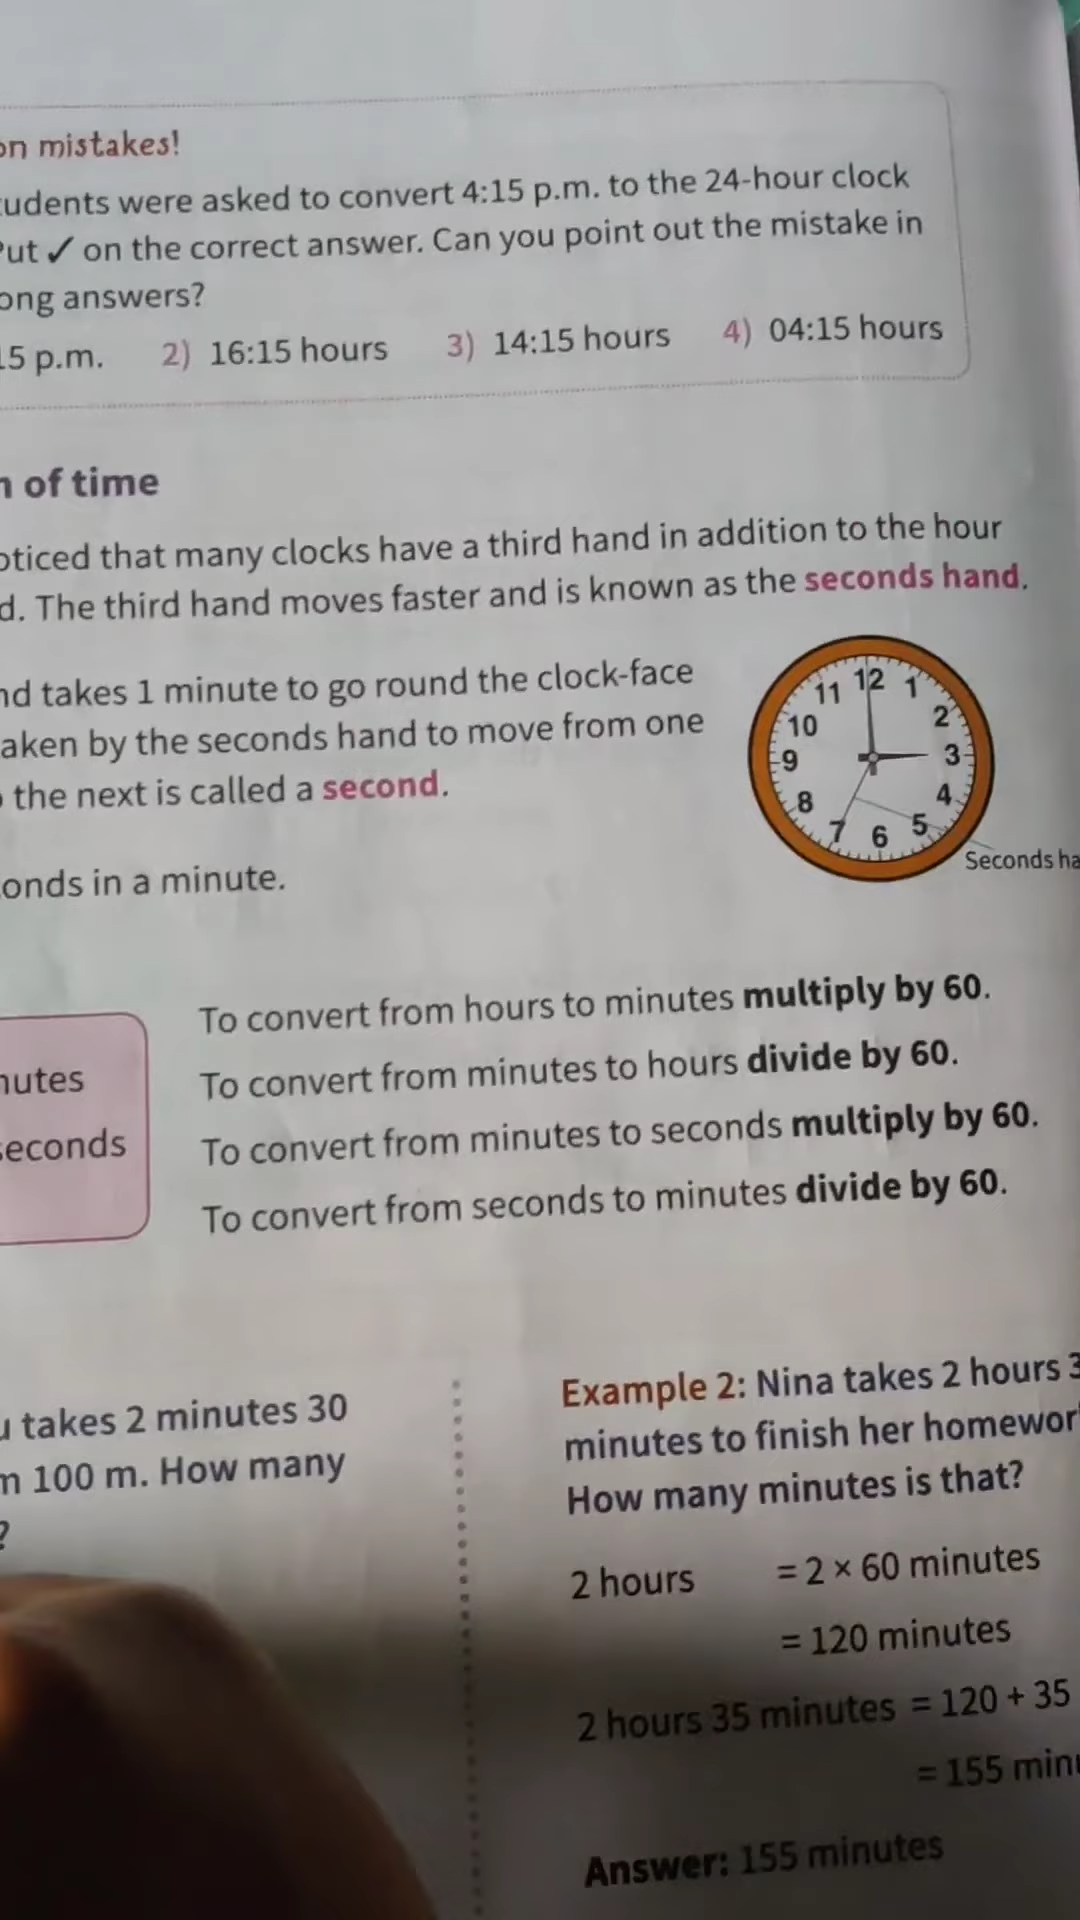 on mistakes!
tudents were asked to convert 4:15 p.m. to the 24-hour clock
Put ✓ on the correct answer. Can you point out the mistake in
ong answers?
15 p.m. 2) 16:15 hours 3) 14:15 hours 4) 04:15 hours
n of time
oticed that many clocks have a third hand in addition to the hour
d. The third hand moves faster and is known as the seconds hand.
nd takes 1 minute to go round the clock-face
aken by the seconds hand to move from one
the next is called a second.
12
11 1
10 2
9 3
8 4
7 6 5
Seconds ha
onds in a minute.
To convert from hours to minutes multiply by 60.
nutes
To convert from minutes to hours divide by 60.
seconds
To convert from minutes to seconds multiply by 60.
To convert from seconds to minutes divide by 60.
u takes 2 minutes 30
m 100 m. How many
?
Example 2: Nina takes 2 hours 3
minutes to finish her homewor
How many minutes is that?
2 hours = 2 × 60 minutes
= 120 minutes
2 hours 35 minutes = 120 + 35
= 155 minu
Answer: 155 minutes